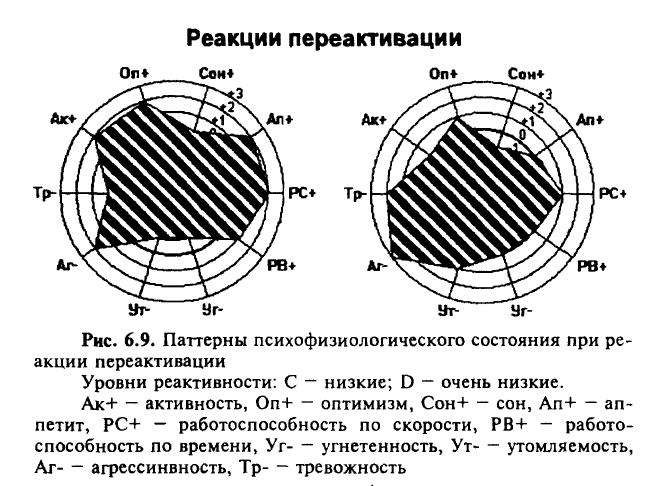 Реакции переактивации
Оп+ Сон+
+3
+2
+1
Ак+ Ап+
Тр- РС+
Аг- РВ+
Ут- Уг-
Оп+ Сон+
+3
+2
+1
0
Ак+ Ап+
Тр- РС+
Аг- РВ+
Ут- Уг-
Рис. 6.9. Паттерны психофизиологического состояния при ре-
акции переактивации
Уровни реактивности: С – низкие; D – очень низкие.
Ак+ – активность, Оп+ – оптимизм, Сон+ – сон, Ап+ – ап-
петит, РС+ – работоспособность по скорости, РВ+ – работо-
способность по времени, Уг- – угнетенность, Ут- – утомляемость,
Аг- – агрессинвность, Тр- – тревожность